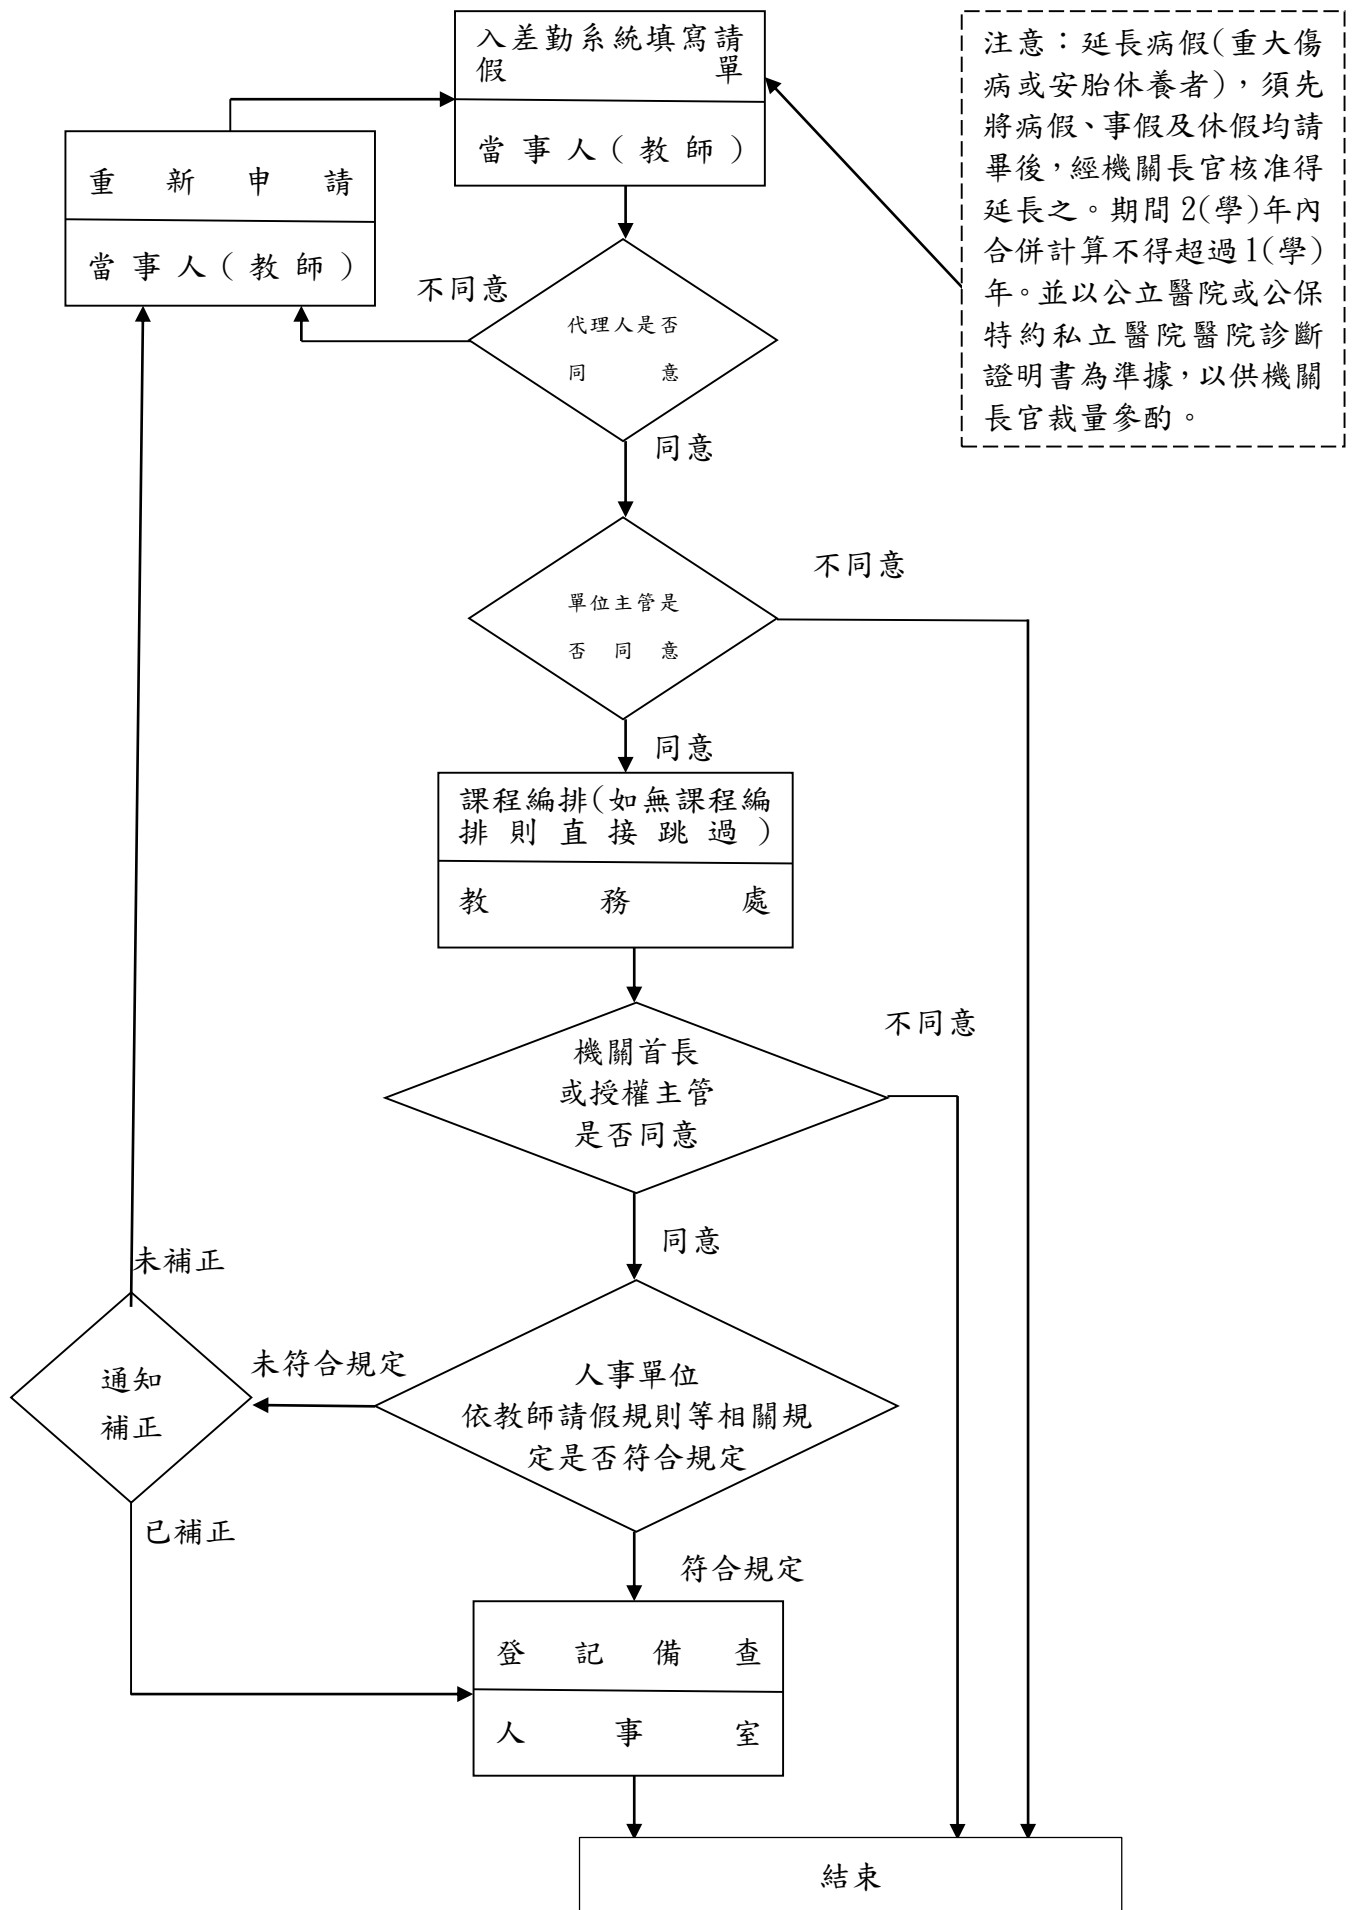 入差勤系統填寫請
假單
當事人(教師)
注意：延長病假(重大傷
病或安胎休養者)，須先
將病假、事假及休假均請
畢後，經機關長官核准得
延長之。期間2(學)年內
合併計算不得超過1(學)
年。並以公立醫院或公保
特約私立醫院醫院診斷
證明書為準據，以供機關
長官裁量參酌。
重新申請
當事人(教師)
不同意
代理人是否
同意
同意
不同意
單位主管是
否同意
同意
課程編排(如無課程編
排則直接跳過)
教務處
不同意
機關首長
或授權主管
是否同意
同意
未補正
未符合規定
通知
補正
人事單位
依教師請假規則等相關規
定是否符合規定
已補正
符合規定
登記備查
人事室
結束